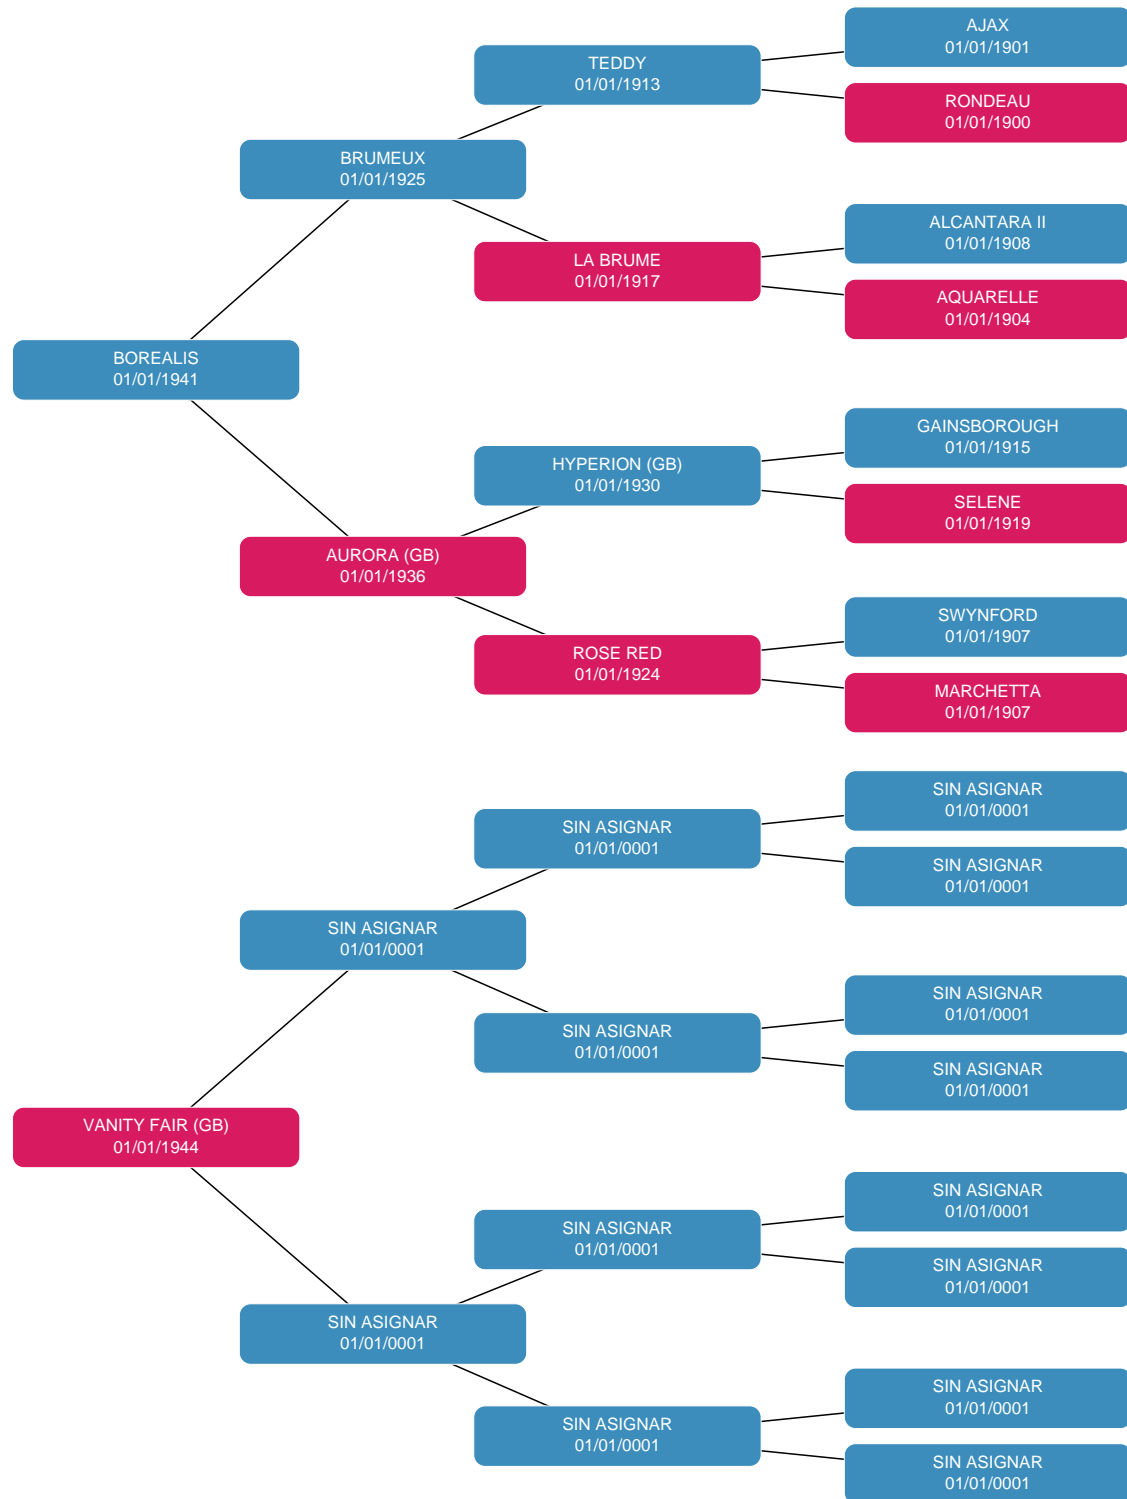 AJAX
01/01/1901
TEDDY
01/01/1913
RONDEAU
01/01/1900
BRUMEUX
01/01/1925
ALCANTARA II
01/01/1908
LA BRUME
01/01/1917
AQUARELLE
01/01/1904
BOREALIS
01/01/1941
GAINSBOROUGH
01/01/1915
HYPERION (GB)
01/01/1930
SELENE
01/01/1919
AURORA (GB)
01/01/1936
SWYNFORD
01/01/1907
ROSE RED
01/01/1924
MARCHETTA
01/01/1907
SIN ASIGNAR
01/01/0001
SIN ASIGNAR
01/01/0001
SIN ASIGNAR
01/01/0001
SIN ASIGNAR
01/01/0001
SIN ASIGNAR
01/01/0001
SIN ASIGNAR
01/01/0001
SIN ASIGNAR
01/01/0001
VANITY FAIR (GB)
01/01/1944
SIN ASIGNAR
01/01/0001
SIN ASIGNAR
01/01/0001
SIN ASIGNAR
01/01/0001
SIN ASIGNAR
01/01/0001
SIN ASIGNAR
01/01/0001
SIN ASIGNAR
01/01/0001
SIN ASIGNAR
01/01/0001